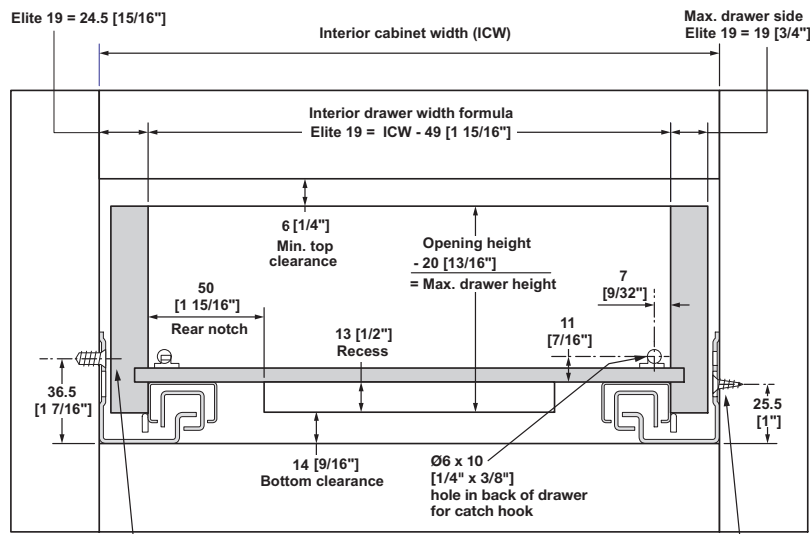 Elite 19 = 24.5 [15/16"]
Interior cabinet width (ICW)
Max. drawer side
Elite 19 = 19 [3/4"]
Interior drawer width formula
Elite 19 = ICW - 49 [1 15/16"]
6 [1/4"]
Min. top
clearance
Opening height
- 20 [13/16"]
= Max. drawer height
7
[9/32"]
50
[1 15/16"]
Rear notch
13 [1/2"]
Recess
11
[7/16"]
36.5
[1 7/16"]
25.5
[1"]
14 [9/16"]
Bottom clearance
Ø6 x 10
[1/4" x 3/8"]
hole in back of drawer
for catch hook